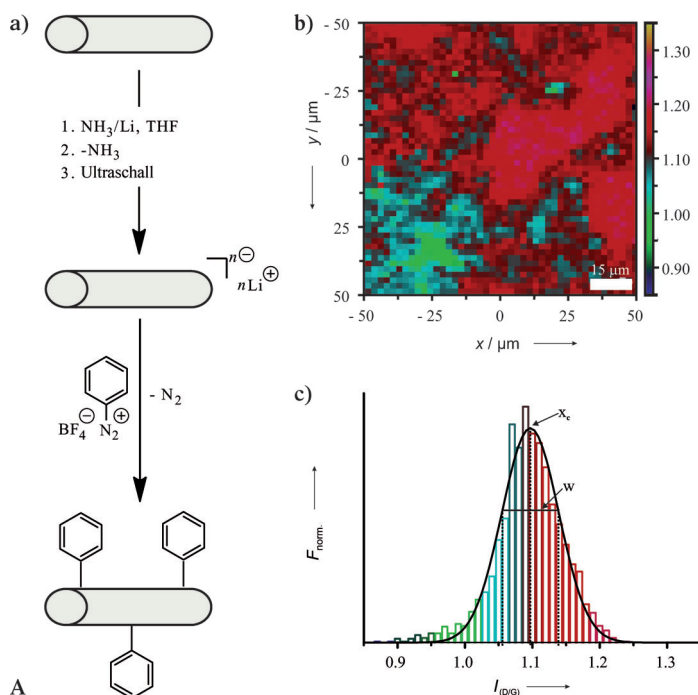 a)
1. NH₃/Li, THF
2. -NH₃
3. Ultraschall
n⊖
nLi⊕
- N₂
BF₄⊖ N₂⊕
A
b)
- 50
- 25
0
25
50
y / µm
- 50
- 25
0
25
50
x / µm
15 µm
1.30
1.20
1.10
1.00
0.90
c)
xc
w
Fnorm.
0.9
1.0
1.1
1.2
1.3
I(D/G)